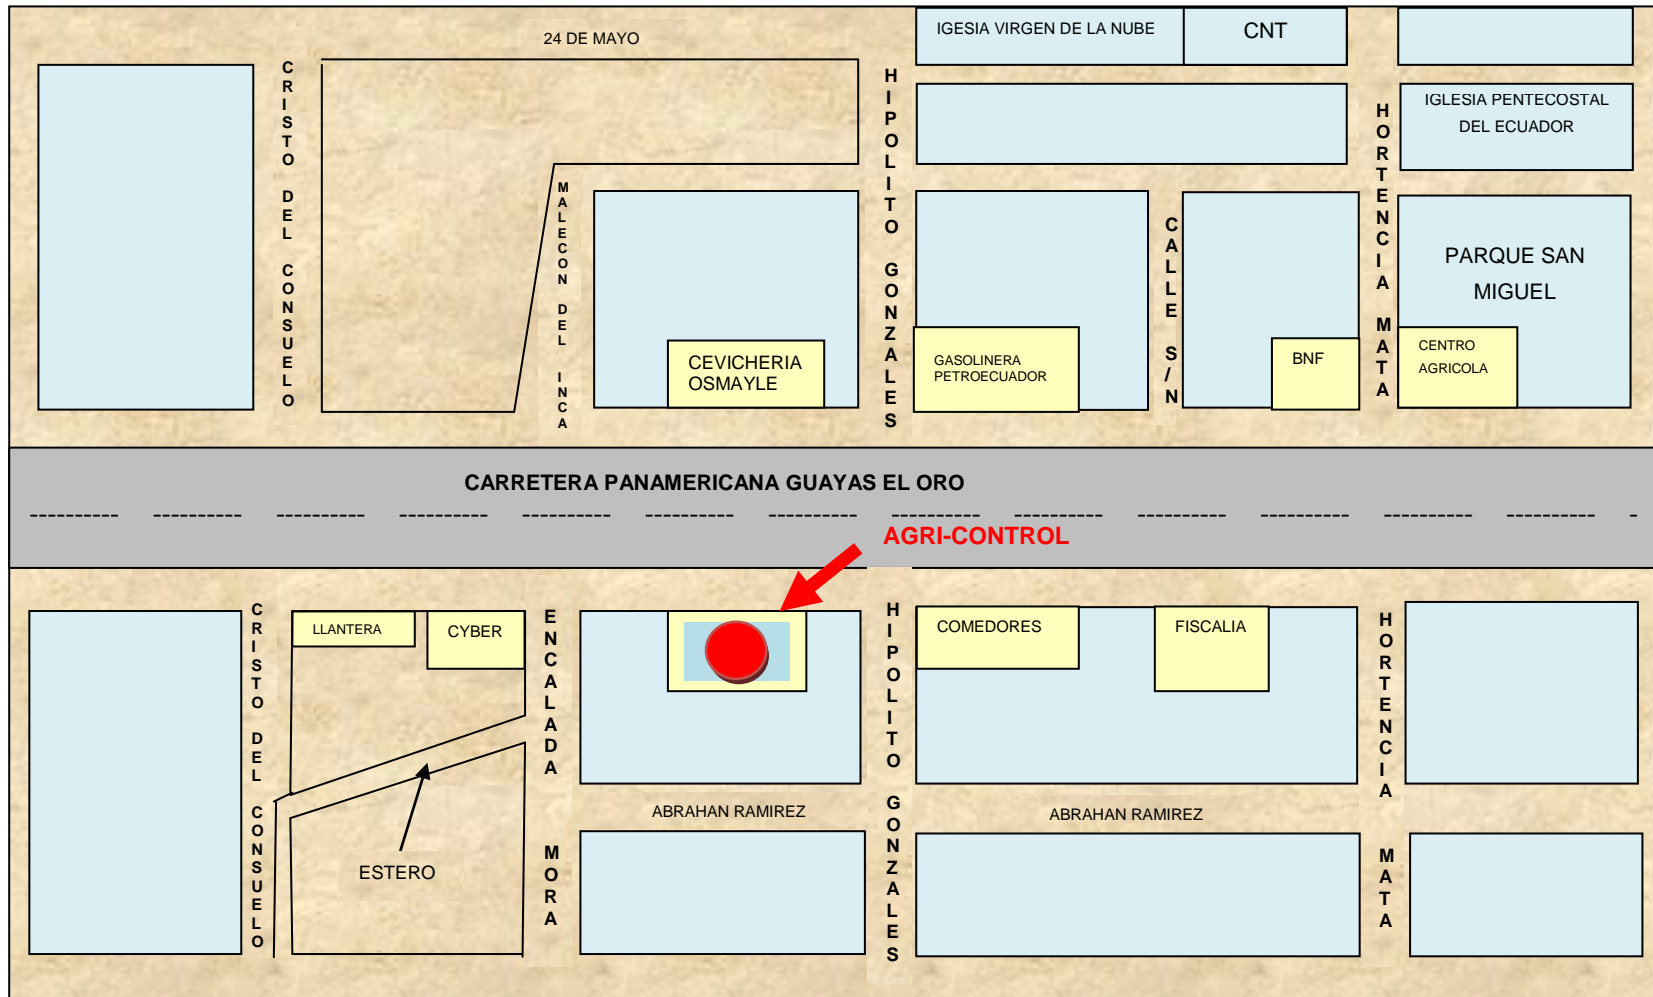 24 DE MAYO
IGESIA VIRGEN DE LA NUBE
CNT
CRISTO DEL CONSUELO
HIPOLITO GONZALES
HORTENCIA MATA
IGLESIA PENTECOSTAL
DEL ECUADOR
MALECON DEL INCA
CALLE S/N
PARQUE SAN
MIGUEL
CEVICHERIA
OSMAYLE
GASOLINERA
PETROECUADOR
BNF
CENTRO
AGRICOLA
CARRETERA PANAMERICANA GUAYAS EL ORO
AGRI-CONTROL
CRISTO DEL CONSUELO
LLANTERA
CYBER
ENCALADA MORA
HIPOLITO GONZALES
COMEDORES
FISCALIA
HORTENCIA MATA
ABRAHAN RAMIREZ
ABRAHAN RAMIREZ
ESTERO